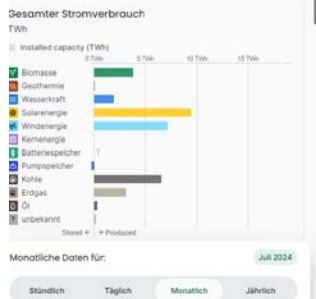 Gesamter Stromverbrauch
TWh
Installed capacity (TWh)
0 TWh 5 TWh 10 TWh 15 TWh
Biomasse
Geothermie
Wasserkraft
Solarenergie
Windenergie
Kernenergie
Batteriespeicher ?
Pumpspeicher
Kohle
Erdgas
Öl
unbekannt
Stored ← → Produced
Monatliche Daten für: Juli 2024
Stündlich Täglich Monatlich Jährlich